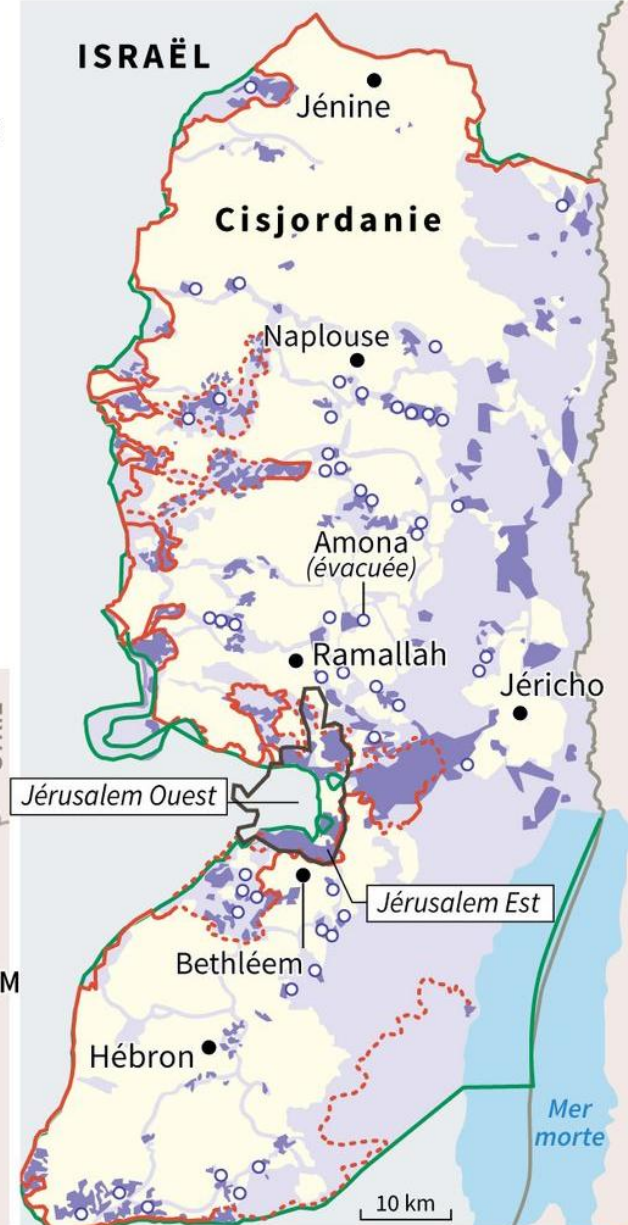 ISRAËL
Jénine
Cisjordanie
Naplouse
Amona
(évacuée)
Ramallah
Jéricho
Jérusalem Ouest
Jérusalem Est
Bethléem
M
Hébron
Mer
morte
10 km